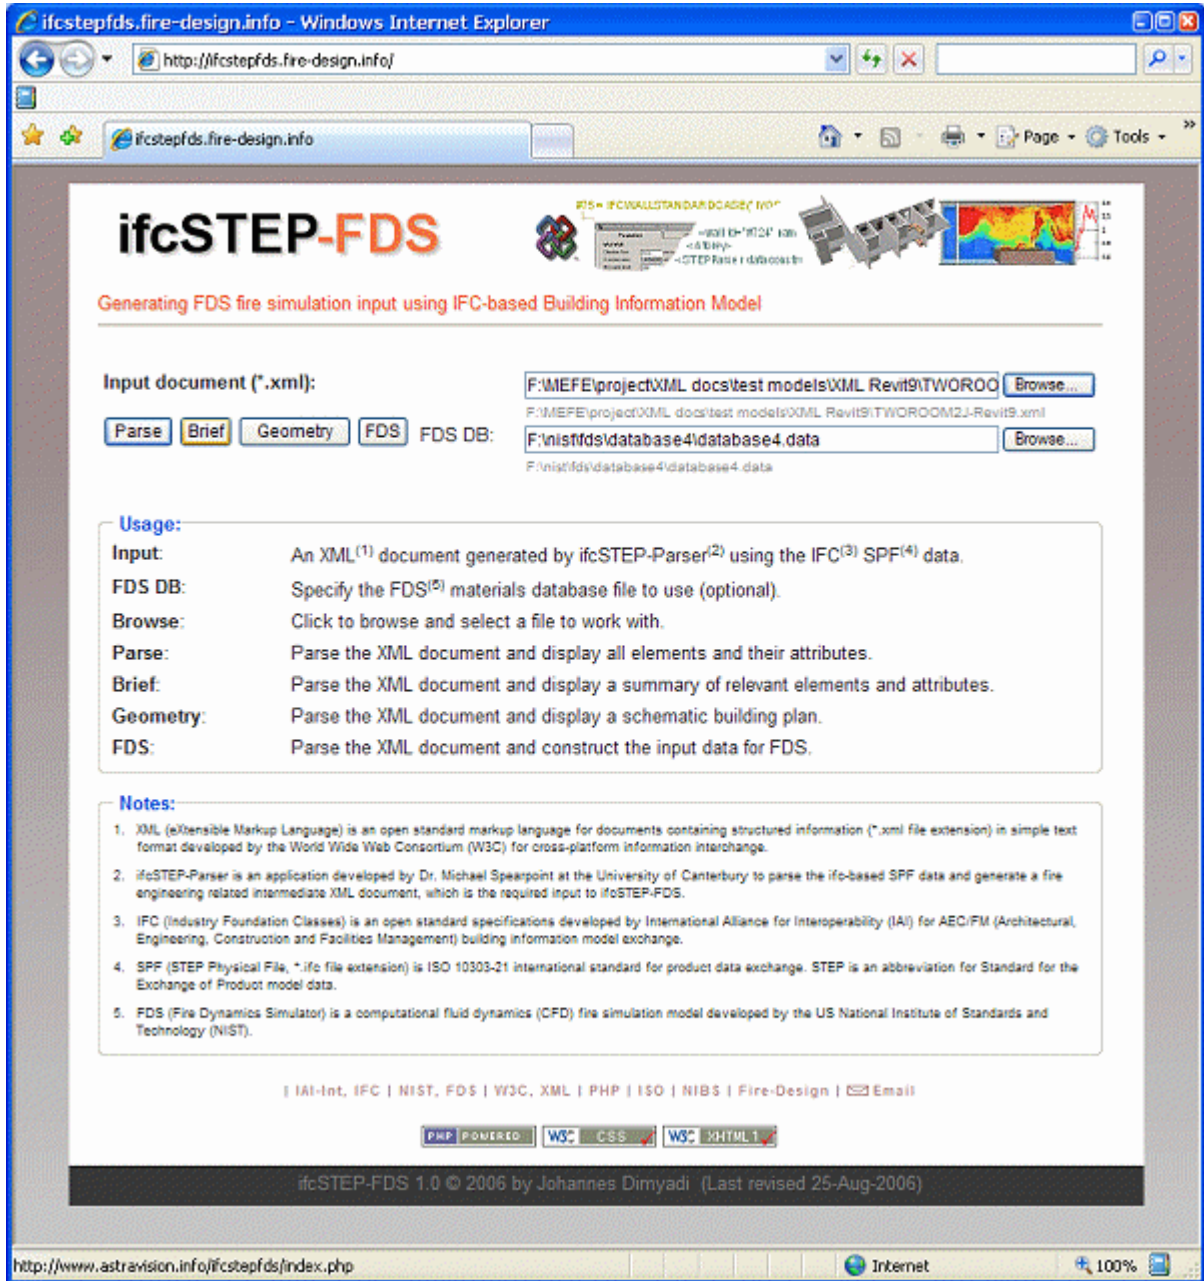 ifcstepfds.fire-design.info - Windows Internet Explorer
http://ifcstepfds.fire-design.info/
ifcstepfds.fire-design.info
Page
Tools
ifcSTEP-FDS
Generating FDS fire simulation input using IFC-based Building Information Model
Input document (*.xml):
F:\MEFE\project\XML docs\test models\XML Revit9\TWOROO
Browse...
F:\MEFE\project\XML docs\test models\XML Revit9\TWOROOM2J-Revit9.xml
Parse Brief Geometry FDS FDS DB:
F:\nist\fds\database4\database4.data
Browse...
F:\nist\fds\database4\database4.data
Usage:
Input: An XML(1) document generated by ifcSTEP-Parser(2) using the IFC(3) SPF(4) data.
FDS DB: Specify the FDS(5) materials database file to use (optional).
Browse: Click to browse and select a file to work with.
Parse: Parse the XML document and display all elements and their attributes.
Brief: Parse the XML document and display a summary of relevant elements and attributes.
Geometry: Parse the XML document and display a schematic building plan.
FDS: Parse the XML document and construct the input data for FDS.
Notes:
1. XML (eXtensible Markup Language) is an open standard markup language for documents containing structured information (*.xml file extension) in simple text
format developed by the World Wide Web Consortium (W3C) for cross-platform information interchange.
2. ifcSTEP-Parser is an application developed by Dr. Michael Spearpoint at the University of Canterbury to parse the ifc-based SPF data and generate a fire
engineering related intermediate XML document, which is the required input to ifcSTEP-FDS.
3. IFC (Industry Foundation Classes) is an open standard specifications developed by International Alliance for Interoperability (IAI) for AEC/FM (Architectural,
Engineering, Construction and Facilities Management) building information model exchange.
4. SPF (STEP Physical File, *.ifc file extension) is ISO 10303-21 international standard for product data exchange. STEP is an abbreviation for Standard for the
Exchange of Product model data.
5. FDS (Fire Dynamics Simulator) is a computational fluid dynamics (CFD) fire simulation model developed by the US National Institute of Standards and
Technology (NIST).
| IAI-Int, IFC | NIST, FDS | W3C, XML | PHP | ISO | NIBS | Fire-Design | Email
PHP POWERED W3C CSS W3C XHTML 1
ifcSTEP-FDS 1.0 © 2006 by Johannes Dimyadi (Last revised 25-Aug-2006)
http://www.astravision.info/ifcstepfds/index.php
Internet
100%